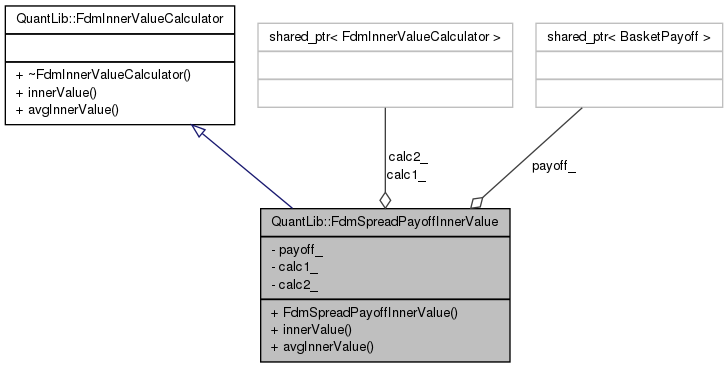 QuantLib::FdmInnerValueCalculator
+ ~FdmInnerValueCalculator()
+ innerValue()
+ avgInnerValue()
shared_ptr< FdmInnerValueCalculator >
shared_ptr< BasketPayoff >
calc2_
calc1_
payoff_
QuantLib::FdmSpreadPayoffInnerValue
- payoff_
- calc1_
- calc2_
+ FdmSpreadPayoffInnerValue()
+ innerValue()
+ avgInnerValue()